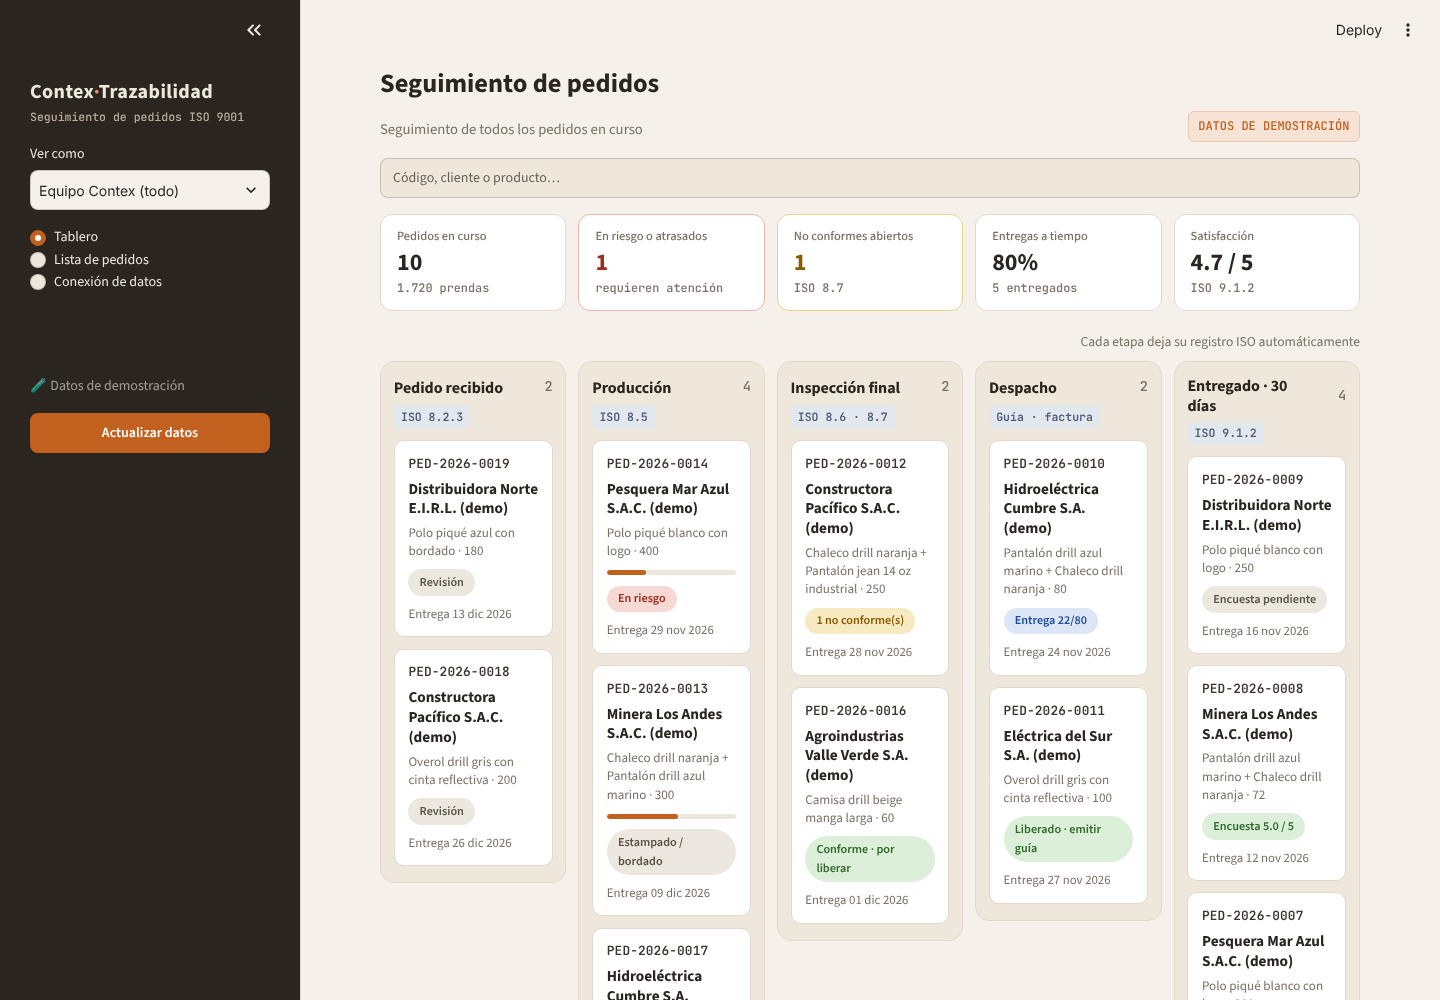 Contex·Trazabilidad
Seguimiento de pedidos ISO 9001
Ver como
Equipo Contex (todo)
Tablero
Lista de pedidos
Conexión de datos
Datos de demostración
Actualizar datos
Deploy
Seguimiento de pedidos
Seguimiento de todos los pedidos en curso
DATOS DE DEMOSTRACIÓN
Código, cliente o producto…
Pedidos en curso
10
1.720 prendas
En riesgo o atrasados
1
requieren atención
No conformes abiertos
1
ISO 8.7
Entregas a tiempo
80%
5 entregados
Satisfacción
4.7 / 5
ISO 9.1.2
Cada etapa deja su registro ISO automáticamente
Pedido recibido
2
ISO 8.2.3
PED-2026-0019
Distribuidora Norte
E.I.R.L. (demo)
Polo piqué azul con
bordado · 180
Revisión
Entrega 13 dic 2026
PED-2026-0018
Constructora
Pacífico S.A.C.
(demo)
Overol drill gris con
cinta reflectiva · 200
Revisión
Entrega 26 dic 2026
Producción
4
ISO 8.5
PED-2026-0014
Pesquera Mar Azul
S.A.C. (demo)
Polo piqué blanco con
logo · 400
En riesgo
Entrega 29 nov 2026
PED-2026-0013
Minera Los Andes
S.A.C. (demo)
Chaleco drill naranja +
Pantalón drill azul
marino · 300
Estampado /
bordado
Entrega 09 dic 2026
PED-2026-0017
Hidroeléctrica
Cumbre S.A.
Inspección final
2
ISO 8.6 · 8.7
PED-2026-0012
Constructora
Pacífico S.A.C.
(demo)
Chaleco drill naranja +
Pantalón jean 14 oz
industrial · 250
1 no conforme(s)
Entrega 28 nov 2026
PED-2026-0016
Agroindustrias
Valle Verde S.A.
(demo)
Camisa drill beige
manga larga · 60
Conforme · por
liberar
Entrega 01 dic 2026
Despacho
2
Guía · factura
PED-2026-0010
Hidroeléctrica
Cumbre S.A.
(demo)
Pantalón drill azul
marino + Chaleco drill
naranja · 80
Entrega 22/80
Entrega 24 nov 2026
PED-2026-0011
Eléctrica del Sur
S.A. (demo)
Overol drill gris con
cinta reflectiva · 100
Liberado · emitir
guía
Entrega 27 nov 2026
Entregado · 30
días
4
ISO 9.1.2
PED-2026-0009
Distribuidora Norte
E.I.R.L. (demo)
Polo piqué blanco con
logo · 250
Encuesta pendiente
Entrega 16 nov 2026
PED-2026-0008
Minera Los Andes
S.A.C. (demo)
Pantalón drill azul
marino + Chaleco drill
naranja · 72
Encuesta 5.0 / 5
Entrega 12 nov 2026
PED-2026-0007
Pesquera Mar Azul
S.A.C. (demo)
Polo piqué blanco con